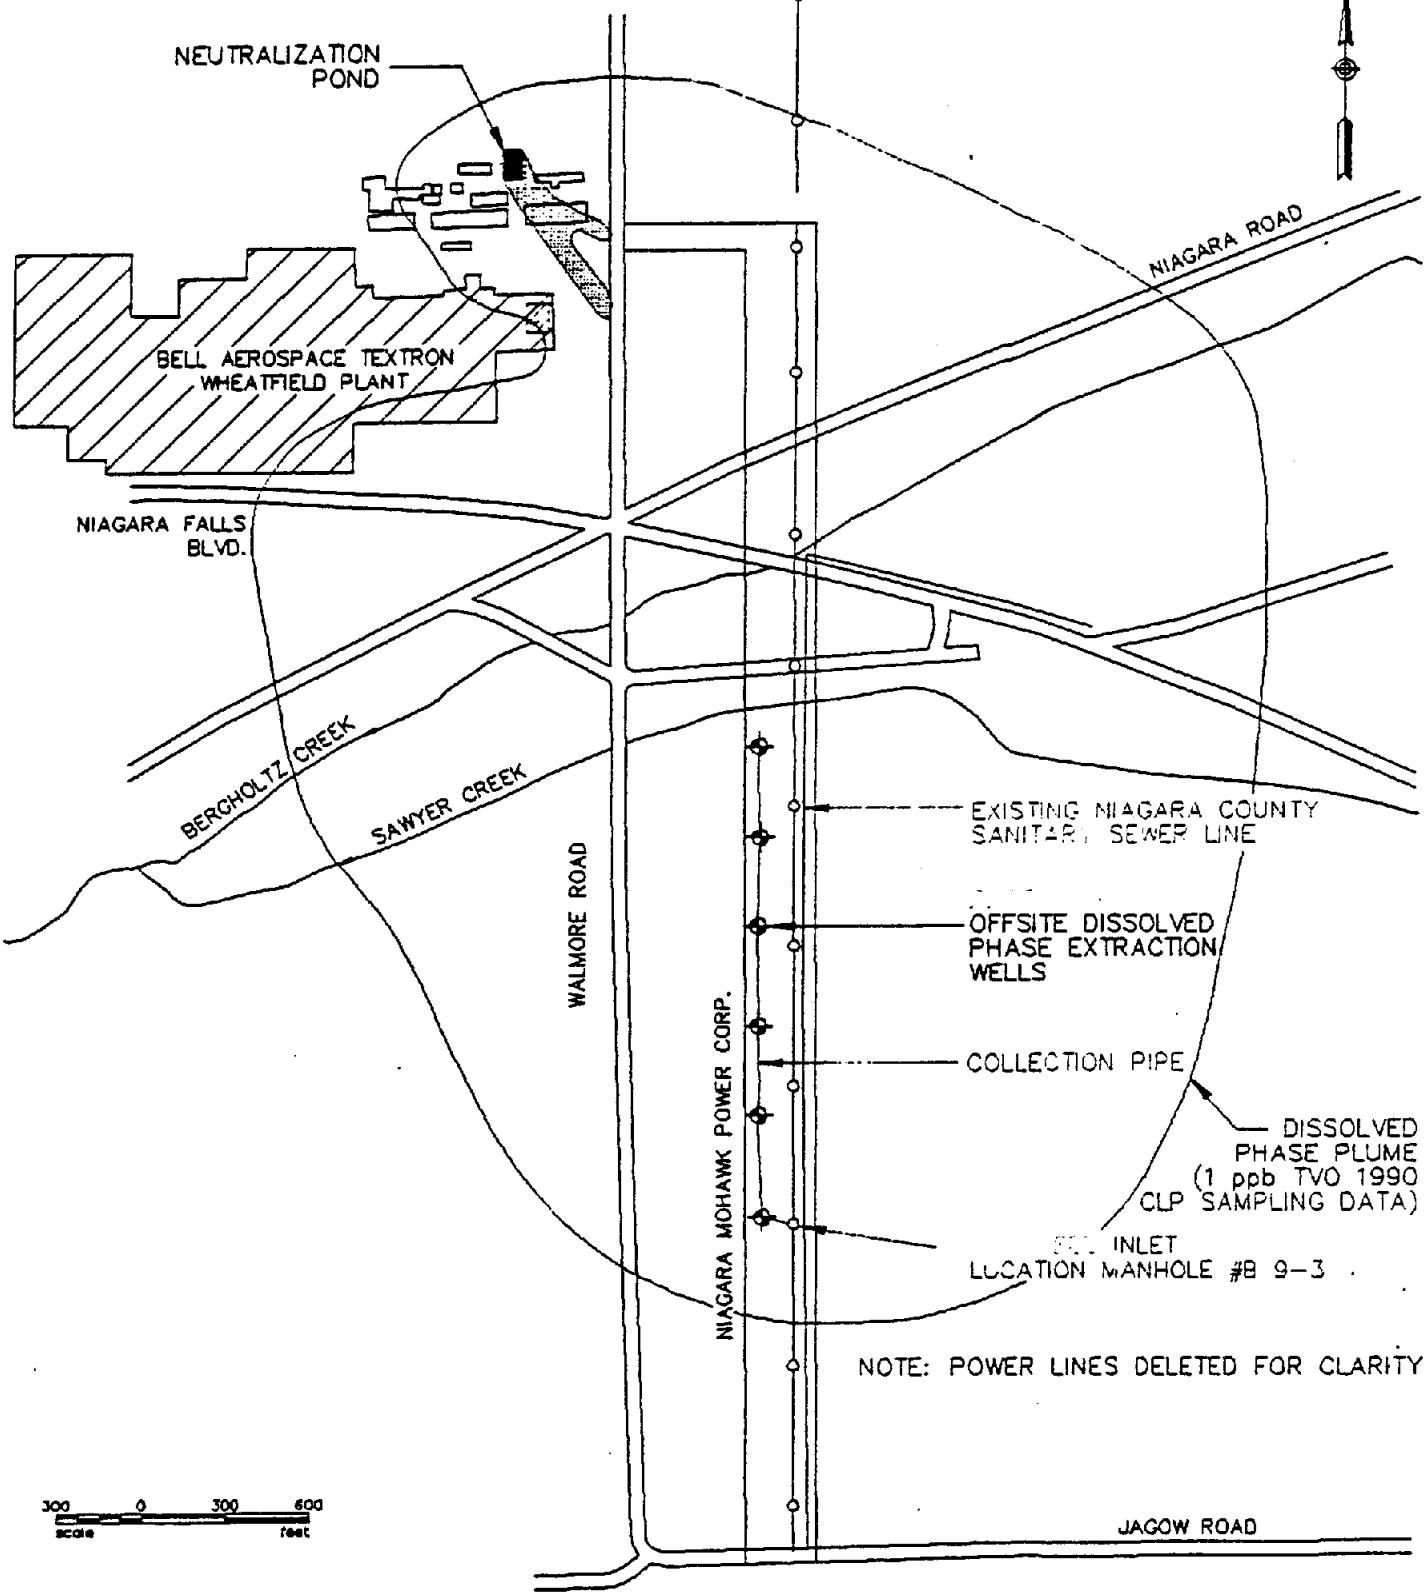 NEUTRALIZATION
POND
NIAGARA ROAD
BELL AEROSPACE TEXTRON
WHEATFIELD PLANT
NIAGARA FALLS
BLVD.
BERGHOLTZ CREEK
SAWYER CREEK
WALMORE ROAD
NIAGARA MOHAWK POWER CORP.
EXISTING NIAGARA COUNTY
SANITARY SEWER LINE
OFFSITE DISSOLVED
PHASE EXTRACTION
WELLS
COLLECTION PIPE
DISSOLVED
PHASE PLUME
(1 ppb TVO 1990
CLP SAMPLING DATA)
INLET
LOCATION MANHOLE #B 9-3
NOTE: POWER LINES DELETED FOR CLARITY
300 0 300 600
scale feet
JAGOW ROAD